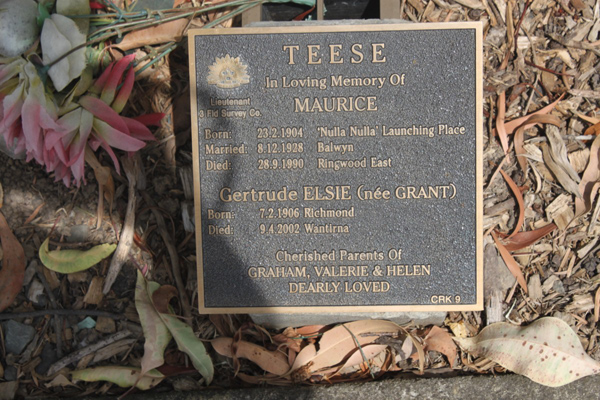 TEESE
In Loving Memory Of
MAURICE
Lieutenant
3 Fld Survey Co.
Born: 23.2.1904 'Nulla Nulla' Launching Place
Married: 8.12.1928 Balwyn
Died: 28.9.1990 Ringwood East
Gertrude ELSIE (née GRANT)
Born: 7.2.1906 Richmond
Died: 9.4.2002 Wantirna
Cherished Parents Of
GRAHAM, VALERIE & HELEN
DEARLY LOVED
CRK 9